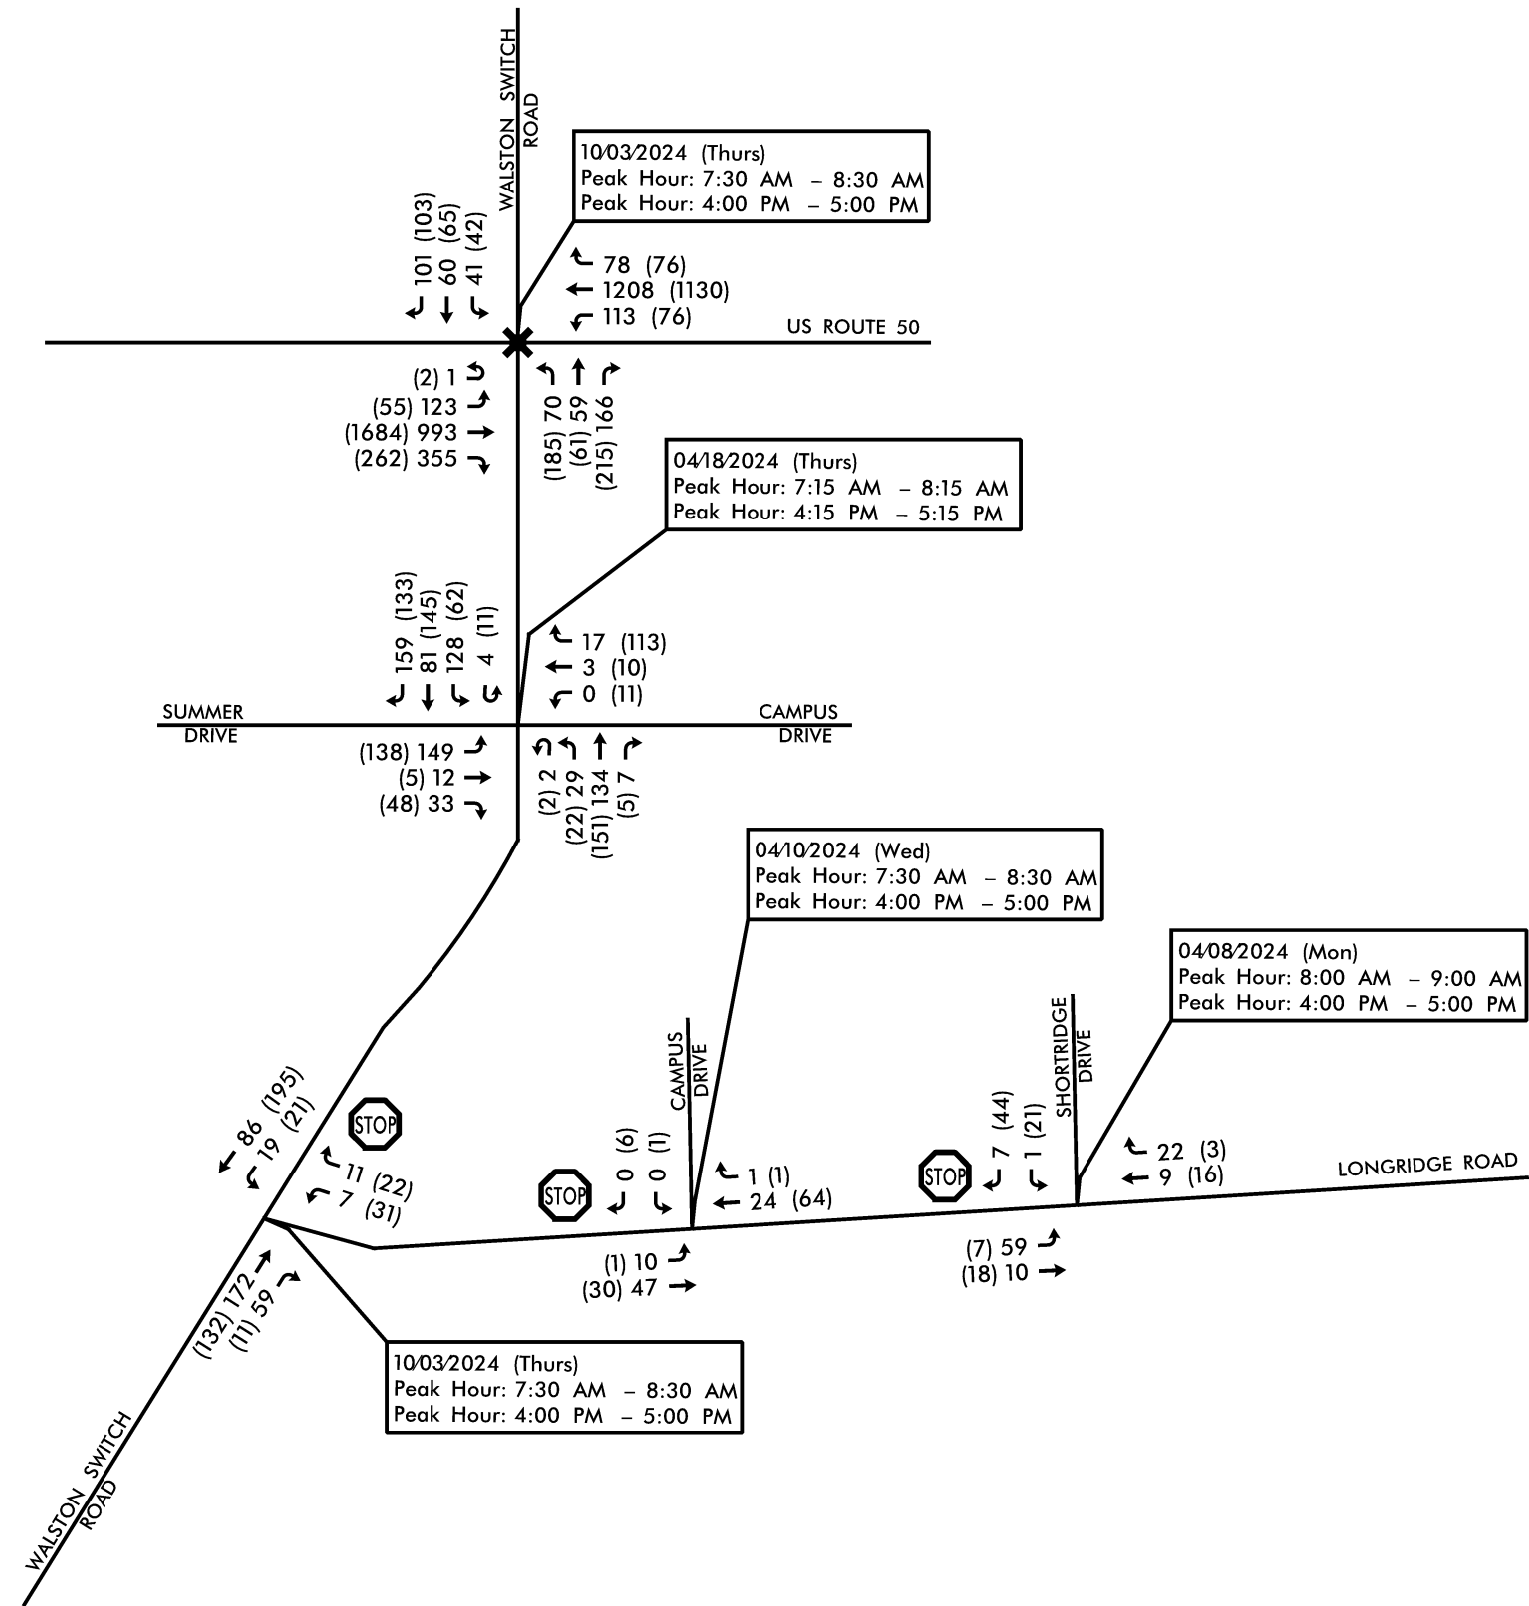 WALSTON SWITCH
ROAD
10/03/2024 (Thurs)
Peak Hour: 7:30 AM – 8:30 AM
Peak Hour: 4:00 PM – 5:00 PM
101 (103)
60 (65)
41 (42)
78 (76)
1208 (1130)
113 (76)
US ROUTE 50
(2) 1
(55) 123
(1684) 993
(262) 355
(185) 70
(61) 59
(215) 166
04/18/2024 (Thurs)
Peak Hour: 7:15 AM – 8:15 AM
Peak Hour: 4:15 PM – 5:15 PM
159 (133)
81 (145)
128 (62)
4 (11)
17 (113)
3 (10)
0 (11)
SUMMER
DRIVE
CAMPUS
DRIVE
(138) 149
(5) 12
(48) 33
(2) 2
(22) 29
(151) 134
(5) 7
04/10/2024 (Wed)
Peak Hour: 7:30 AM – 8:30 AM
Peak Hour: 4:00 PM – 5:00 PM
04/08/2024 (Mon)
Peak Hour: 8:00 AM – 9:00 AM
Peak Hour: 4:00 PM – 5:00 PM
86 (195)
19 (21)
STOP
11 (22)
7 (31)
CAMPUS
DRIVE
STOP
0 (6)
0 (1)
1 (1)
24 (64)
SHORTRIDGE
DRIVE
STOP
7 (44)
1 (21)
22 (3)
9 (16)
LONGRIDGE ROAD
(1) 10
(30) 47
(7) 59
(18) 10
(132) 172
(11) 59
10/03/2024 (Thurs)
Peak Hour: 7:30 AM – 8:30 AM
Peak Hour: 4:00 PM – 5:00 PM
WALSTON SWITCH
ROAD